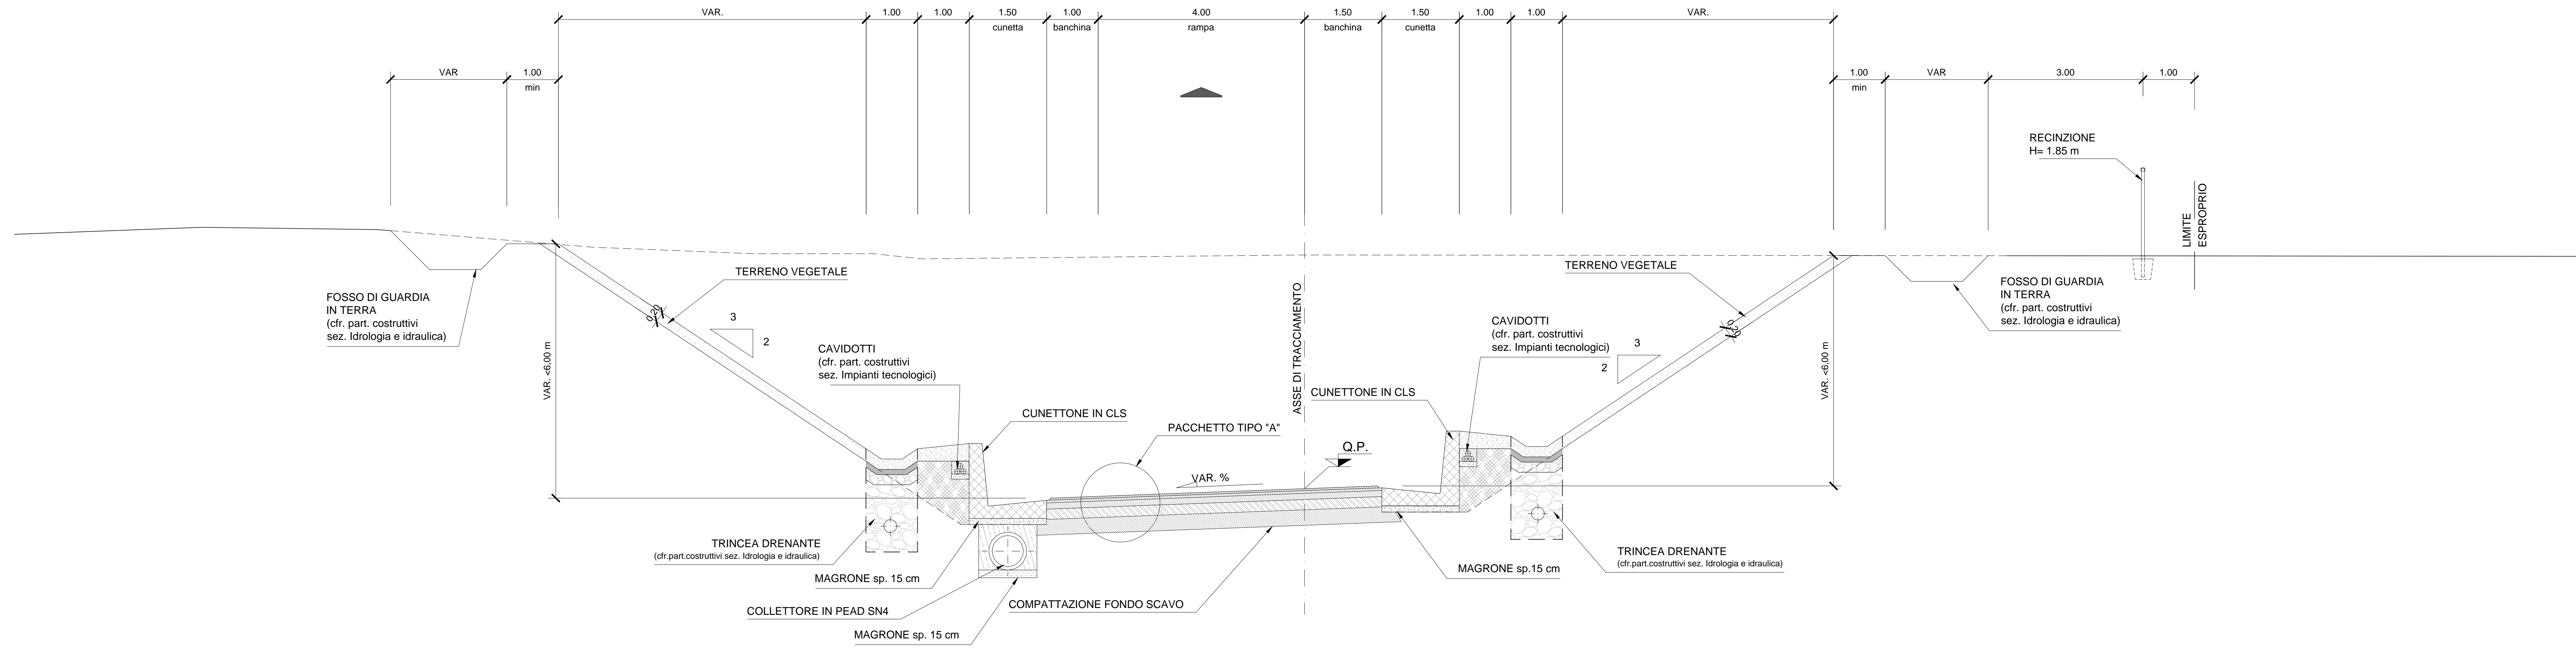 VAR. 1.00 1.00 1.50 1.00 4.00 1.50 1.50 1.00 1.00 VAR.
cunetta banchina rampa banchina cunetta
VAR 1.00
min
1.00 VAR 3.00 1.00
min
RECINZIONE
H= 1.85 m
LIMITE
ESPROPRIO
FOSSO DI GUARDIA
IN TERRA
(cfr. part. costruttivi
sez. Idrologia e idraulica)
VAR. <6,00 m
0.20
TERRENO VEGETALE
3
2
CAVIDOTTI
(cfr. part. costruttivi
sez. Impianti tecnologici)
CUNETTONE IN CLS
PACCHETTO TIPO "A"
VAR. %
Q.P.
ASSE DI TRACCIAMENTO
CUNETTONE IN CLS
CAVIDOTTI
(cfr. part. costruttivi
sez. Impianti tecnologici)
TERRENO VEGETALE
3
2
0.20
VAR. <6,00 m
FOSSO DI GUARDIA
IN TERRA
(cfr. part. costruttivi
sez. Idrologia e idraulica)
TRINCEA DRENANTE
(cfr.part.costruttivi sez. Idrologia e idraulica)
MAGRONE sp. 15 cm
COLLETTORE IN PEAD SN4
MAGRONE sp. 15 cm
COMPATTAZIONE FONDO SCAVO
MAGRONE sp.15 cm
TRINCEA DRENANTE
(cfr.part.costruttivi sez. Idrologia e idraulica)